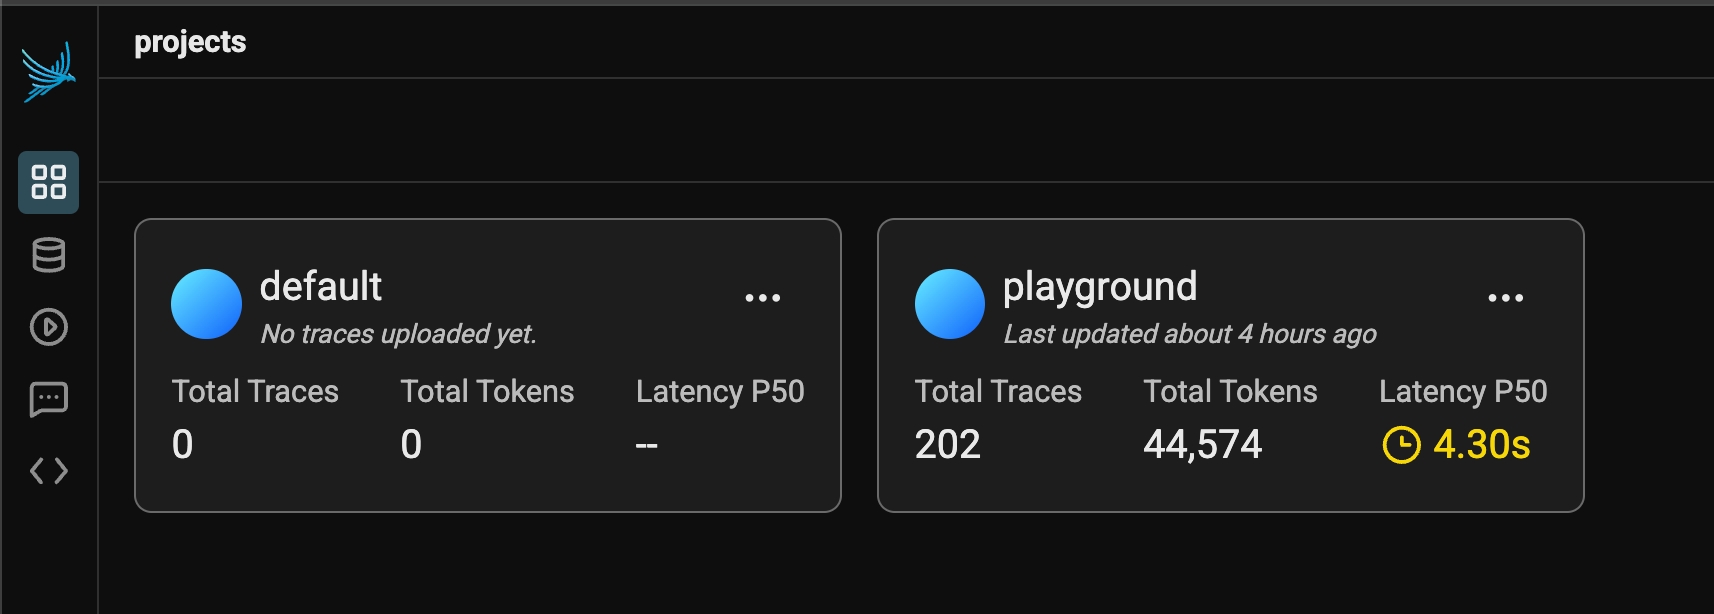 projects
default
No traces uploaded yet.
Total Traces Total Tokens Latency P50
0 0 --
playground
Last updated about 4 hours ago
Total Traces Total Tokens Latency P50
202 44,574 4.30s